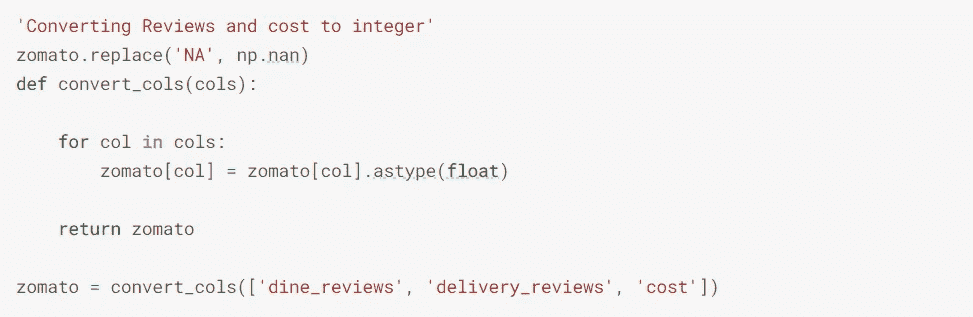 'Converting Reviews and cost to integer'
zomato.replace('NA', np.nan)
def convert_cols(cols):
    for col in cols:
        zomato[col] = zomato[col].astype(float)
    return zomato
zomato = convert_cols(['dine_reviews', 'delivery_reviews', 'cost'])